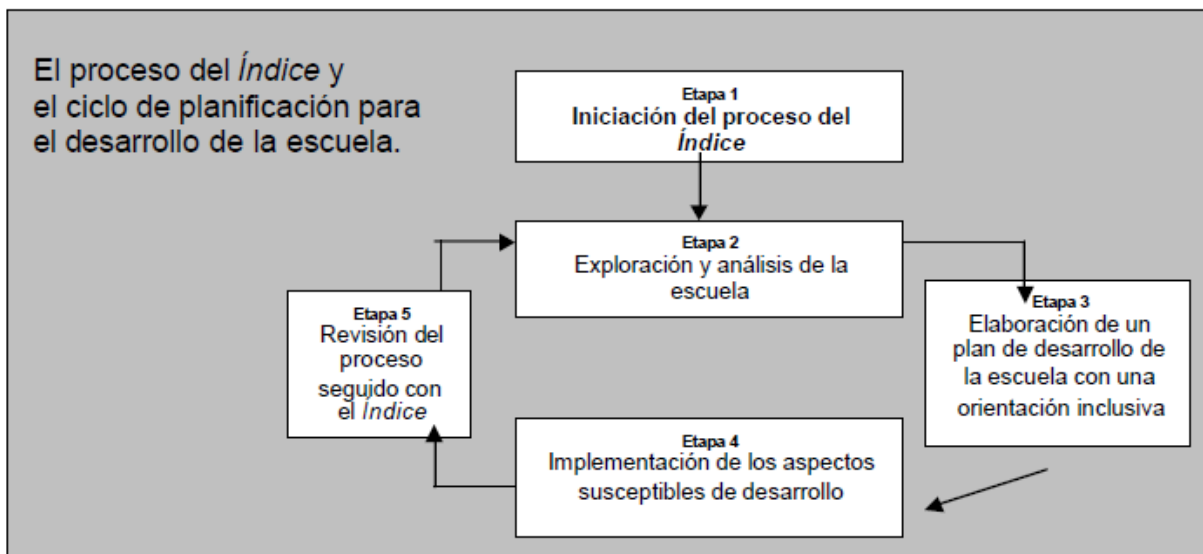 El proceso del Índice y
el ciclo de planificación para
el desarrollo de la escuela.
Etapa 1
Iniciación del proceso del
Índice
Etapa 2
Exploración y análisis de la
escuela
Etapa 3
Elaboración de un
plan de desarrollo de
la escuela con una
orientación inclusiva
Etapa 4
Implementación de los aspectos
susceptibles de desarrollo
Etapa 5
Revisión del
proceso
seguido con
el Índice